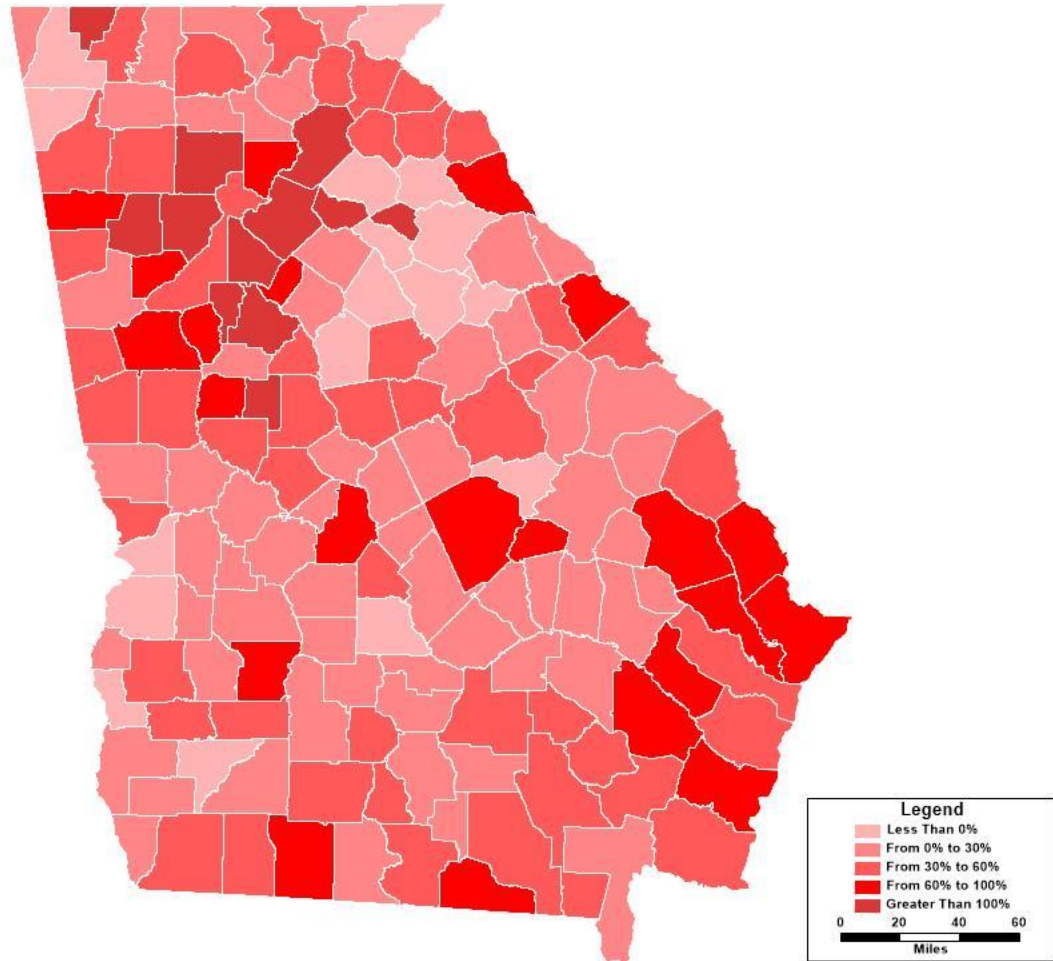 Legend
Less Than 0%
From 0% to 30%
From 30% to 60%
From 60% to 100%
Greater Than 100%
0 20 40 60
Miles